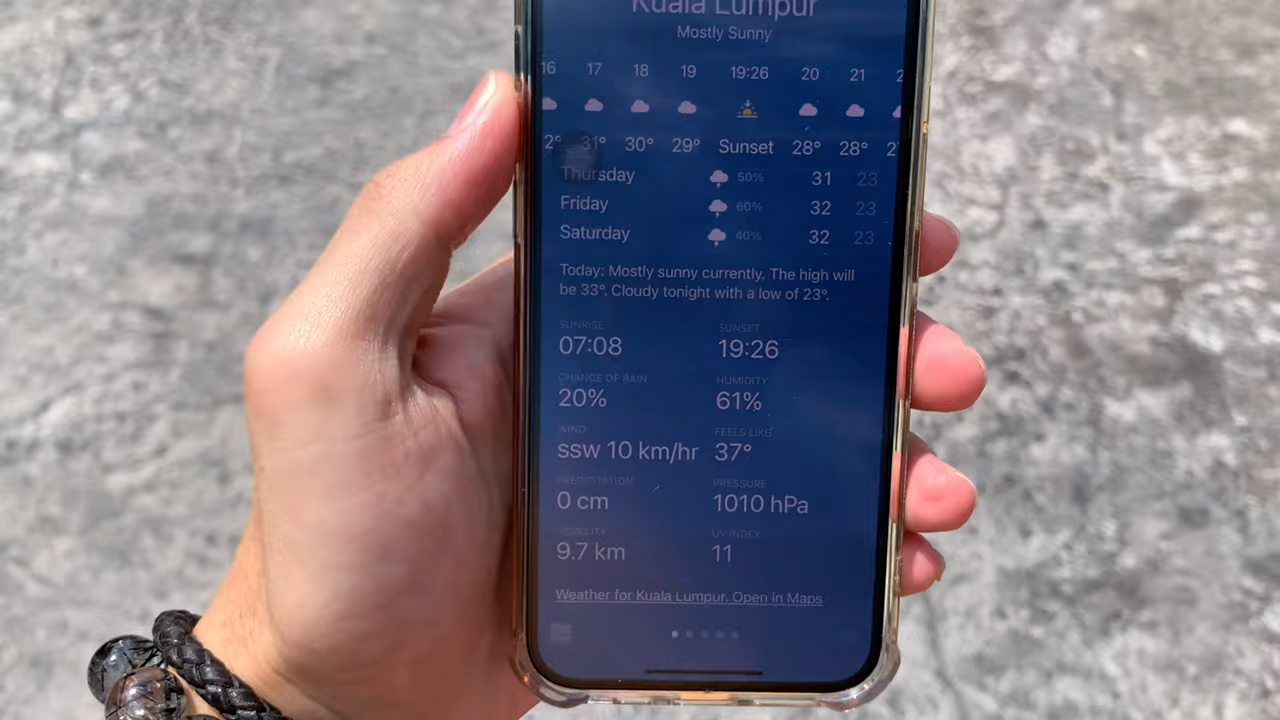 Kuala Lumpur
Mostly Sunny
16 17 18 19 19:26 20 21
31° 30° 29° Sunset 28° 28°
Thursday 50% 31 23
Friday 60% 32 23
Saturday 40% 32 23
Today: Mostly sunny currently. The high will
be 33°. Cloudy tonight with a low of 23°.
SUNRISE SUNSET
07:08 19:26
CHANCE OF RAIN HUMIDITY
20% 61%
WIND FEELS LIKE
ssw 10 km/hr 37°
PRECIPITATION PRESSURE
0 cm 1010 hPa
VISIBILITY UV INDEX
9.7 km 11
Weather for Kuala Lumpur. Open in Maps